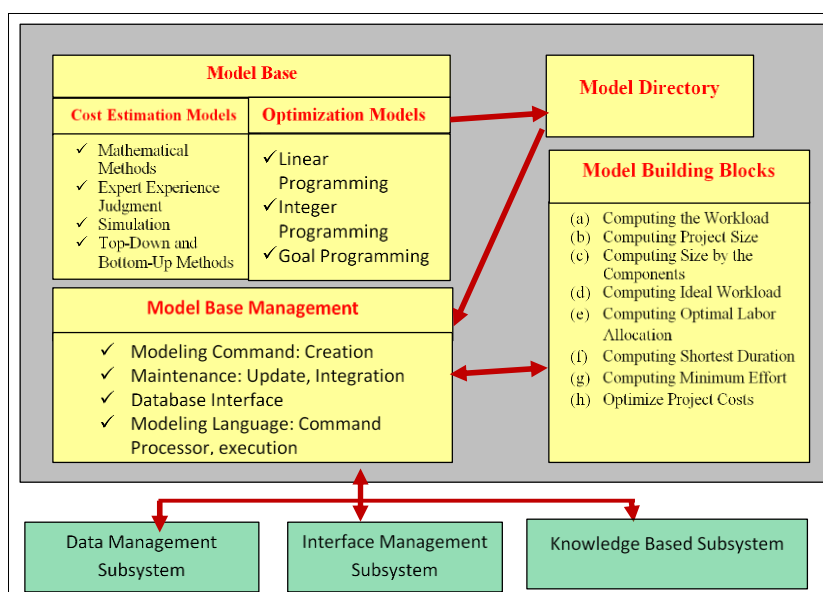 Model Base
Cost Estimation Models
✓ Mathematical
Methods
✓ Expert Experience
Judgment
✓ Simulation
✓ Top-Down and
Bottom-Up Methods
Optimization Models
✓ Linear
Programming
✓ Integer
Programming
✓ Goal Programming
Model Directory
Model Building Blocks
(a) Computing the Workload
(b) Computing Project Size
(c) Computing Size by the
Components
(d) Computing Ideal Workload
(e) Computing Optimal Labor
Allocation
(f) Computing Shortest Duration
(g) Computing Minimum Effort
(h) Optimize Project Costs
Model Base Management
✓ Modeling Command: Creation
✓ Maintenance: Update, Integration
✓ Database Interface
✓ Modeling Language: Command
Processor, execution
Data Management
Subsystem
Interface Management
Subsystem
Knowledge Based Subsystem